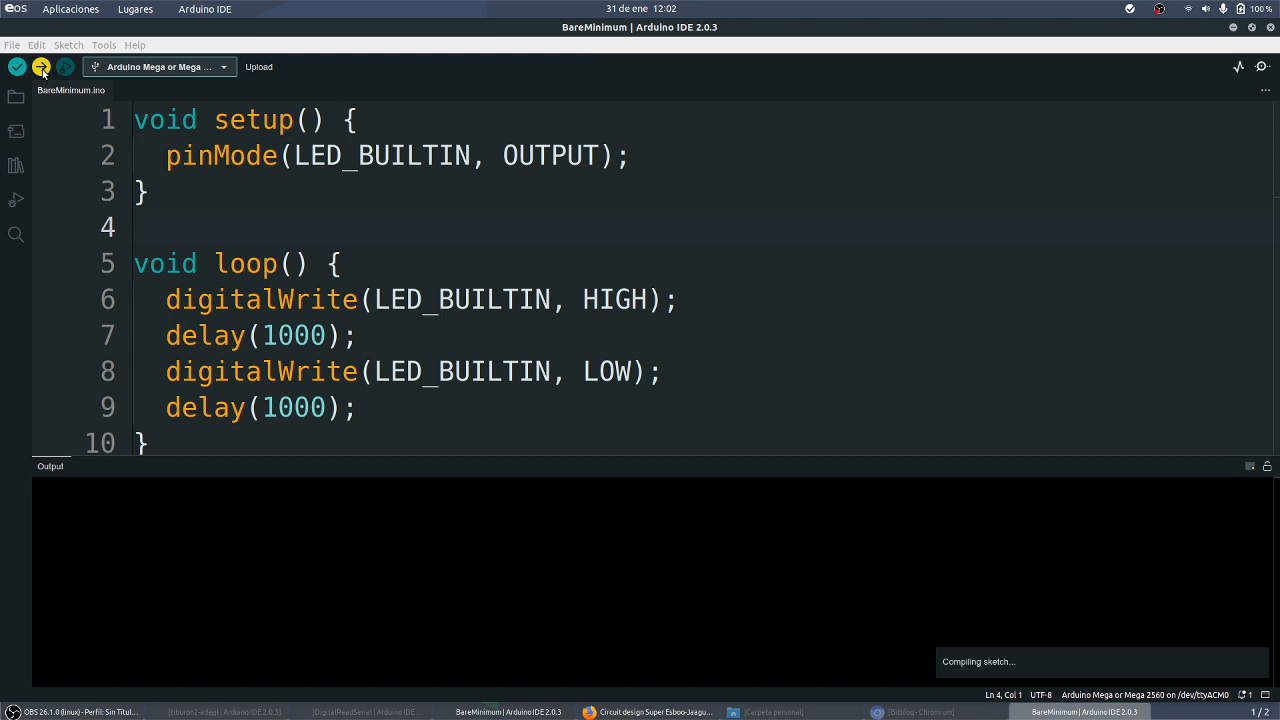 eos Aplicaciones Lugares Arduino IDE 31 de ene 12:02 100 %
BareMinimum | Arduino IDE 2.0.3
File Edit Sketch Tools Help
Arduino Mega or Mega ... Upload
BareMinimum.ino
1 void setup() {
2 pinMode(LED_BUILTIN, OUTPUT);
3 }
4
5 void loop() {
6 digitalWrite(LED_BUILTIN, HIGH);
7 delay(1000);
8 digitalWrite(LED_BUILTIN, LOW);
9 delay(1000);
10 }
Output
Compiling sketch...
Ln 4, Col 1 UTF-8 Arduino Mega or Mega 2560 on /dev/ttyACM0 1
OBS 26.1.0 (linux) - Perfil: Sin Titul... [tiburon2-edep] - Arduino IDE 2.0.3] [DigitalReadSerial | Arduino IDE ... BareMinimum | Arduino IDE 2.0.3 Circuit design Super Esboo-Jaagu... [Carpeta personal] [Bitbloq - Chromium] BareMinimum | Arduino IDE 2.0.3 1 / 2